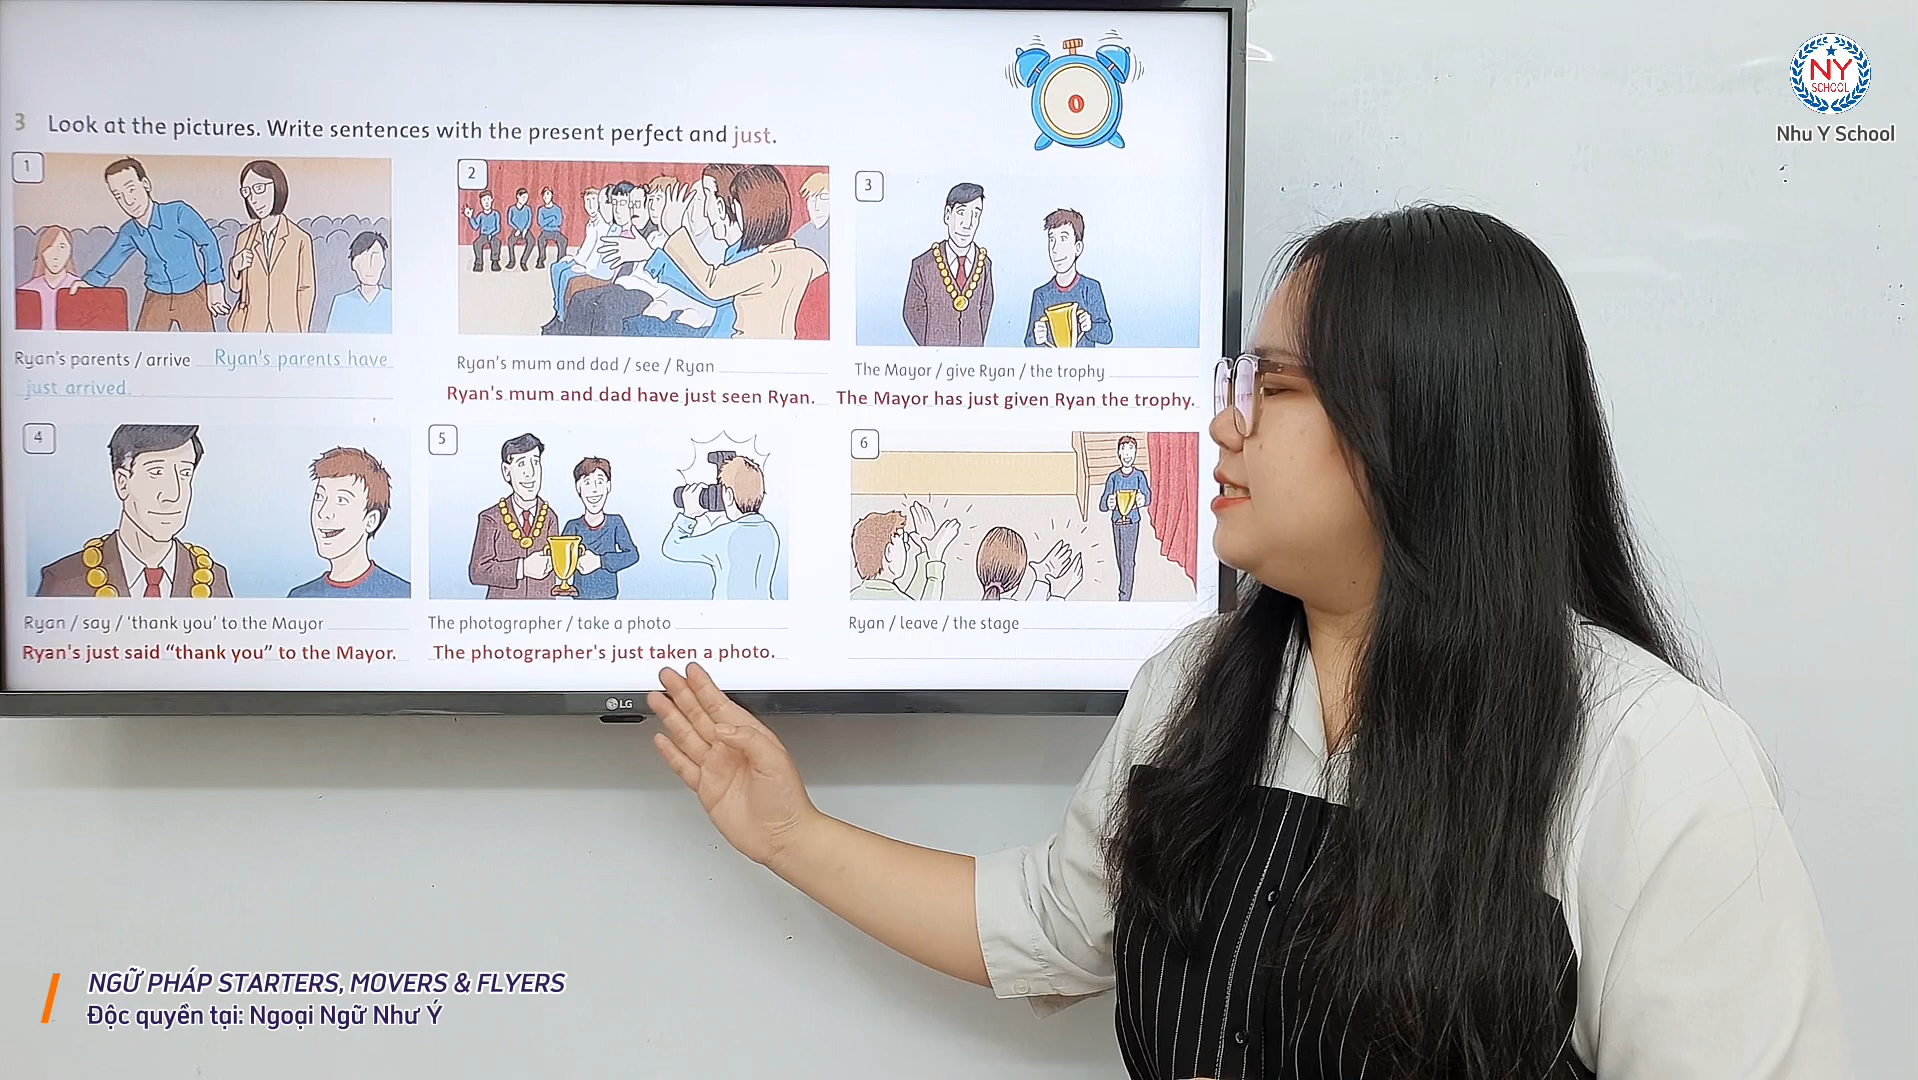 0
NY
SCHOOL
Nhu Y School
3 Look at the pictures. Write sentences with the present perfect and just.
1
2
3
Ryan's parents / arrive Ryan's parents have
just arrived.
Ryan's mum and dad / see / Ryan
Ryan's mum and dad have just seen Ryan.
The Mayor / give Ryan / the trophy
The Mayor has just given Ryan the trophy.
4
5
6
Ryan / say / 'thank you' to the Mayor
Ryan's just said “thank you” to the Mayor.
The photographer / take a photo
The photographer's just taken a photo.
Ryan / leave / the stage
LG
NGỮ PHÁP STARTERS, MOVERS & FLYERS
Độc quyền tại: Ngoại Ngữ Như Ý